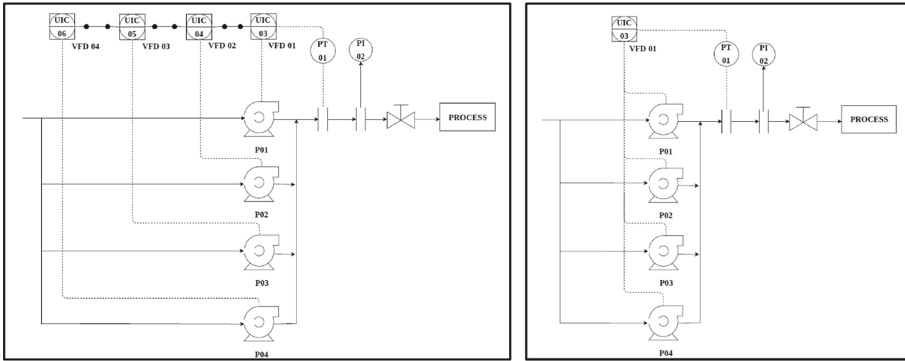 UIC
06
VFD 04
UIC
05
VFD 03
UIC
04
VFD 02
UIC
03
VFD 01
PT
01
PI
02
P01
P02
P03
P04
PROCESS
UIC
03
VFD 01
PT
01
PI
02
P01
P02
P03
P04
PROCESS